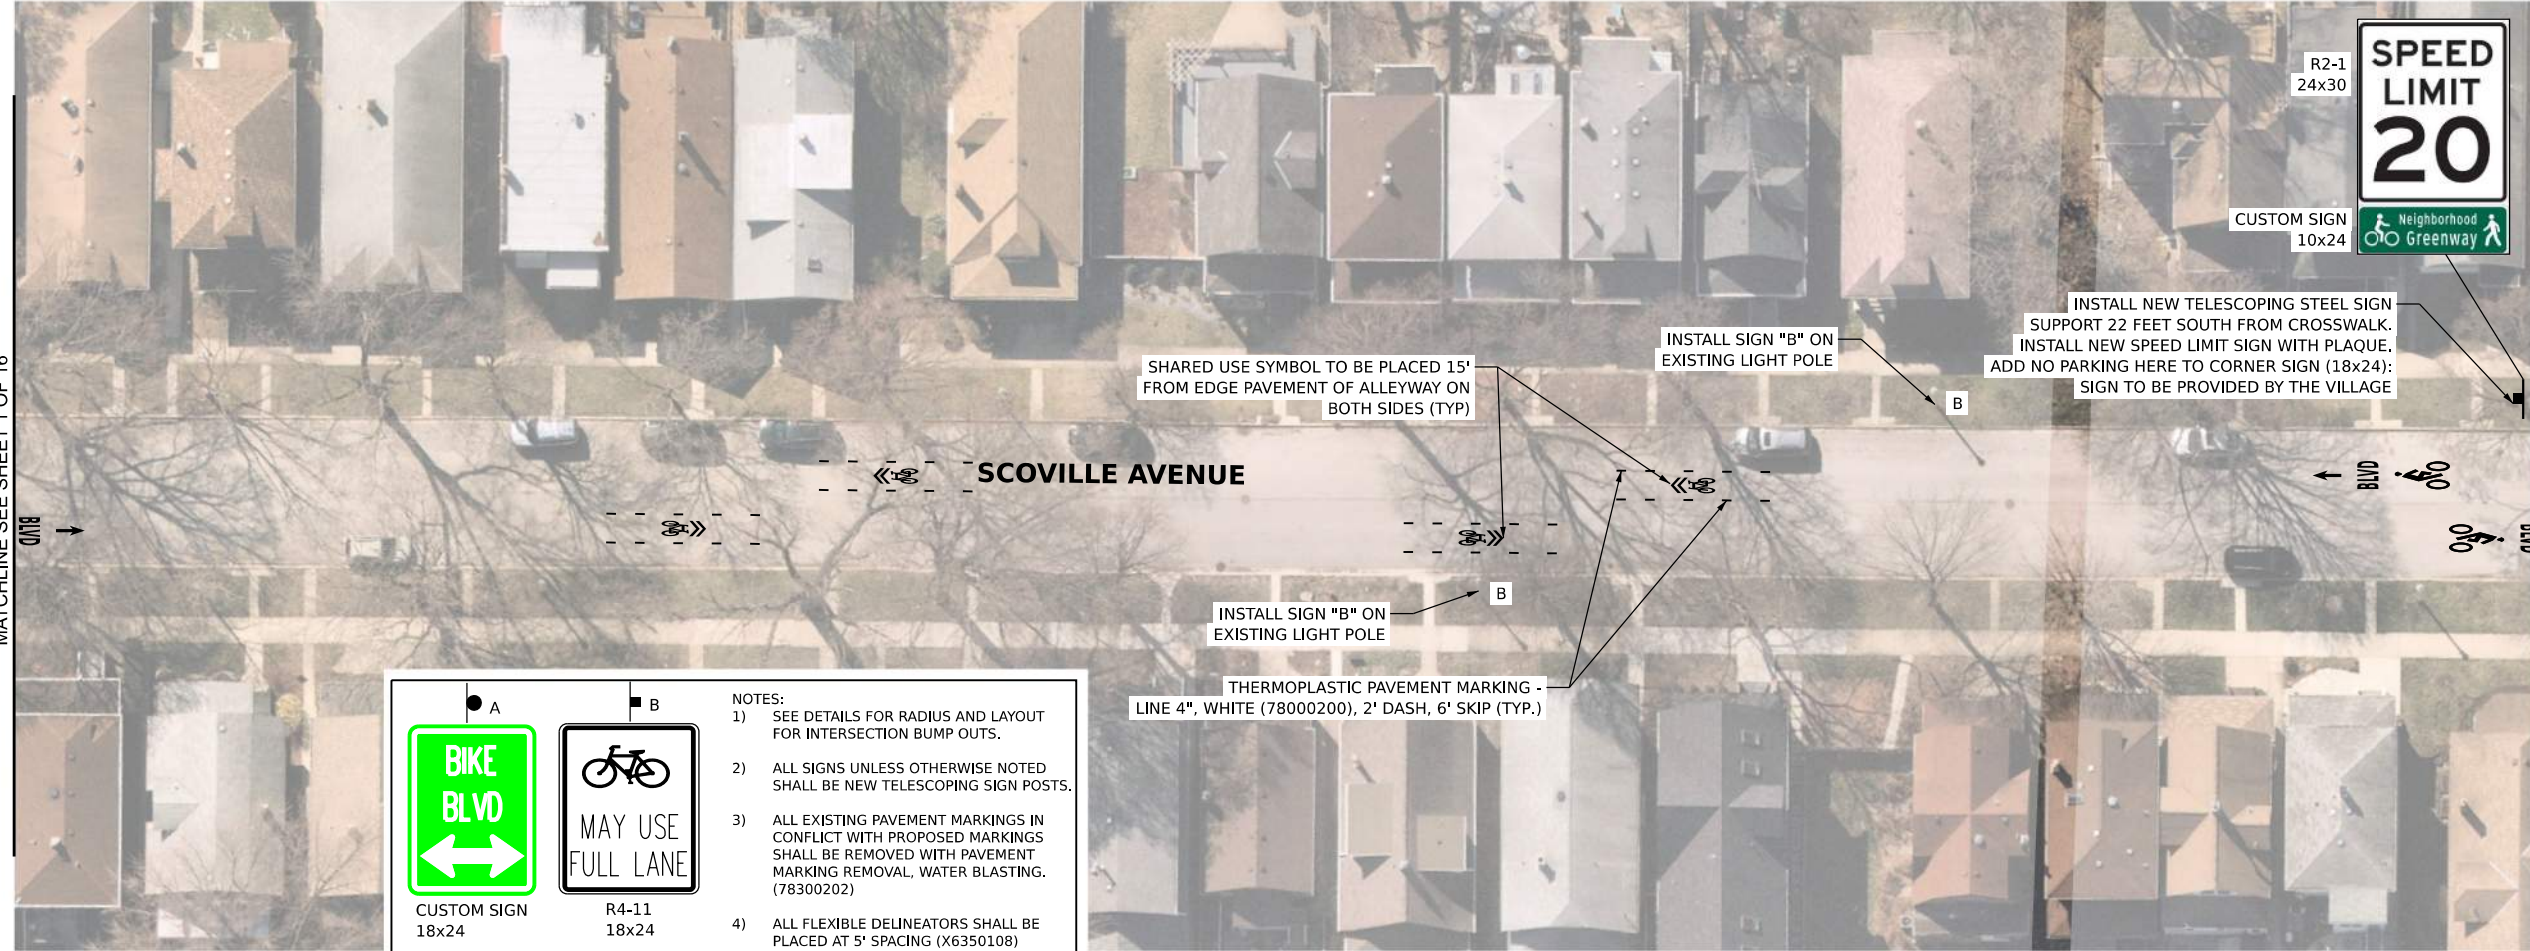 MATCHLINE SEE SHEET 1 OF 16
SPEED
LIMIT
20
R2-1
24x30
Neighborhood
Greenway
CUSTOM SIGN
10x24
INSTALL NEW TELESCOPING STEEL SIGN
SUPPORT 22 FEET SOUTH FROM CROSSWALK.
INSTALL NEW SPEED LIMIT SIGN WITH PLAQUE,
ADD NO PARKING HERE TO CORNER SIGN (18x24):
SIGN TO BE PROVIDED BY THE VILLAGE
INSTALL SIGN "B" ON
EXISTING LIGHT POLE
B
SHARED USE SYMBOL TO BE PLACED 15'
FROM EDGE PAVEMENT OF ALLEYWAY ON
BOTH SIDES (TYP)
SCOVILLE AVENUE
BLVD
BLVD
BLVD
INSTALL SIGN "B" ON
EXISTING LIGHT POLE
B
THERMOPLASTIC PAVEMENT MARKING -
LINE 4", WHITE (78000200), 2' DASH, 6' SKIP (TYP.)
A
BIKE
BLVD
CUSTOM SIGN
18x24
B
MAY USE
FULL LANE
R4-11
18x24
NOTES:
1) SEE DETAILS FOR RADIUS AND LAYOUT
FOR INTERSECTION BUMP OUTS.
2) ALL SIGNS UNLESS OTHERWISE NOTED
SHALL BE NEW TELESCOPING SIGN POSTS.
3) ALL EXISTING PAVEMENT MARKINGS IN
CONFLICT WITH PROPOSED MARKINGS
SHALL BE REMOVED WITH PAVEMENT
MARKING REMOVAL, WATER BLASTING.
(78300202)
4) ALL FLEXIBLE DELINEATORS SHALL BE
PLACED AT 5' SPACING (X6350108)